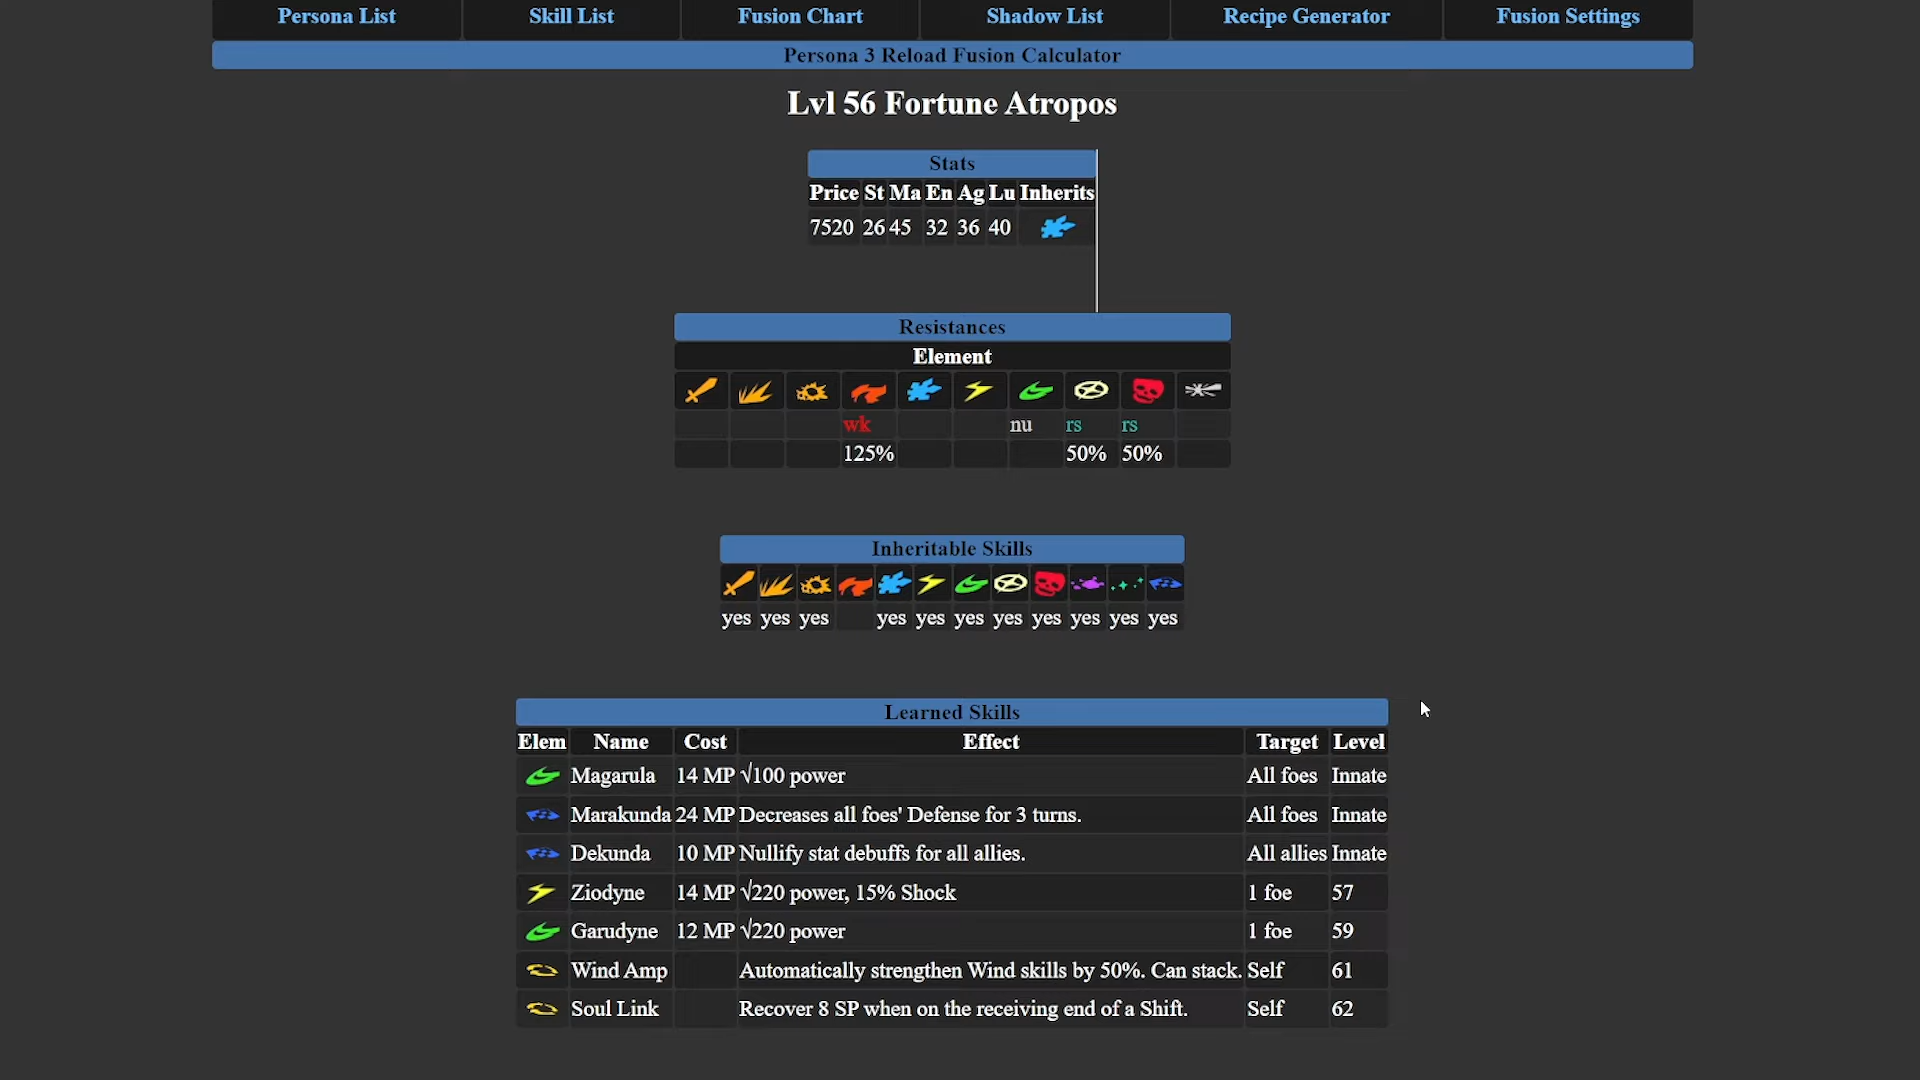 Persona List Skill List Fusion Chart Shadow List Recipe Generator Fusion Settings
Persona 3 Reload Fusion Calculator
Lvl 56 Fortune Atropos
Stats
Price St Ma En Ag Lu Inherits
7520 26 45 32 36 40
Resistances
Element
wk nu rs rs
125% 50% 50%
Inheritable Skills
yes yes yes yes yes yes yes yes yes yes yes
Learned Skills
Elem Name Cost Effect Target Level
Magarula 14 MP √100 power All foes Innate
Marakunda 24 MP Decreases all foes' Defense for 3 turns. All foes Innate
Dekunda 10 MP Nullify stat debuffs for all allies. All allies Innate
Ziodyne 14 MP √220 power, 15% Shock 1 foe 57
Garudyne 12 MP √220 power 1 foe 59
Wind Amp Automatically strengthen Wind skills by 50%. Can stack. Self 61
Soul Link Recover 8 SP when on the receiving end of a Shift. Self 62